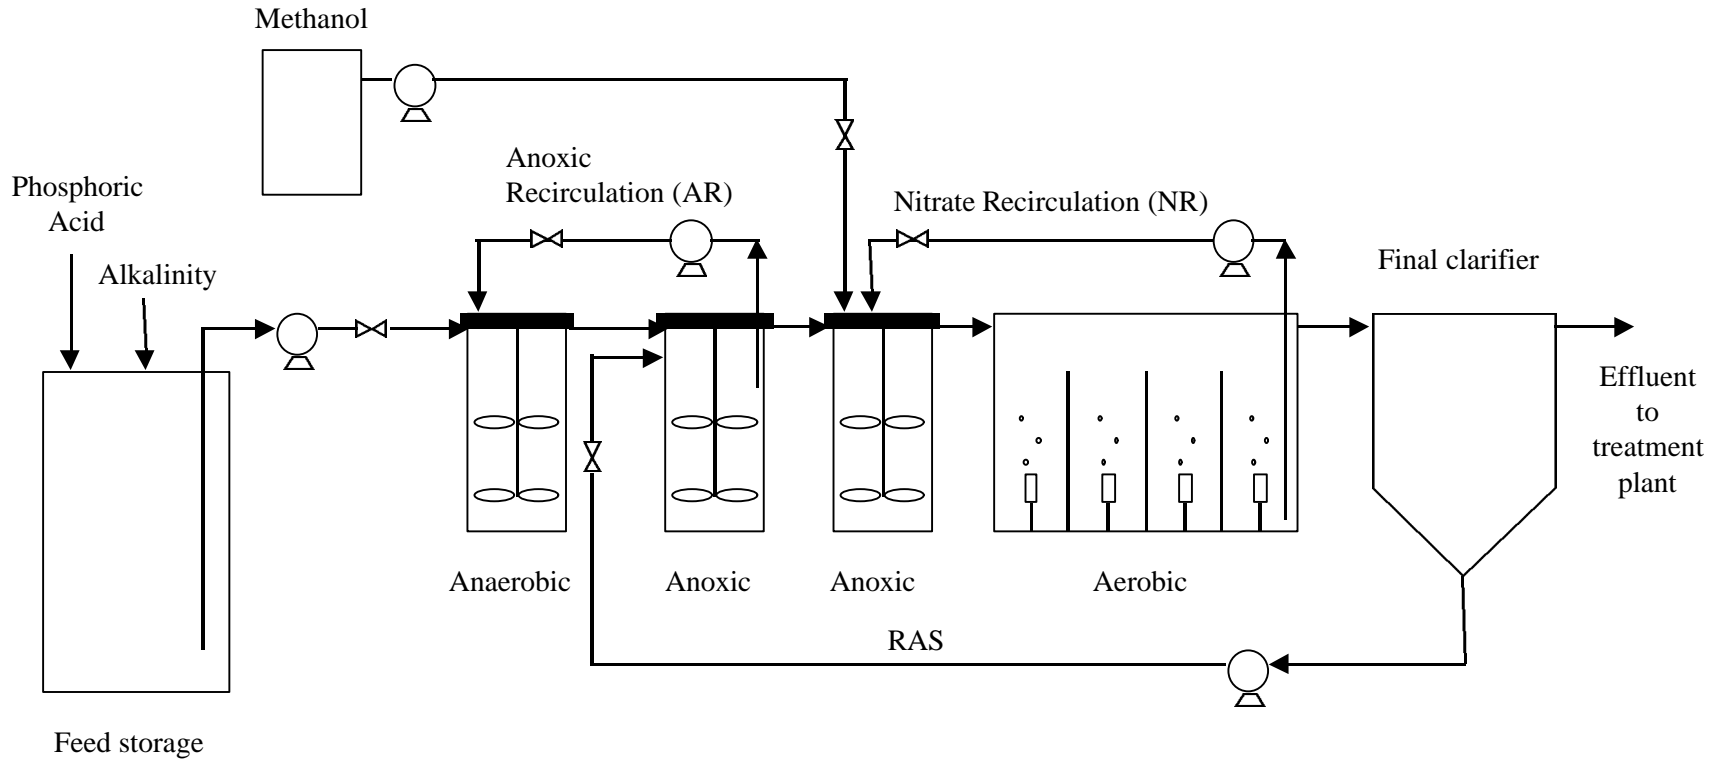 Methanol
Anoxic
Recirculation (AR)
Phosphoric
Acid
Nitrate Recirculation (NR)
Alkalinity
Final clarifier
Effluent
to
treatment
plant
Anaerobic
Anoxic
Anoxic
Aerobic
RAS
Feed storage